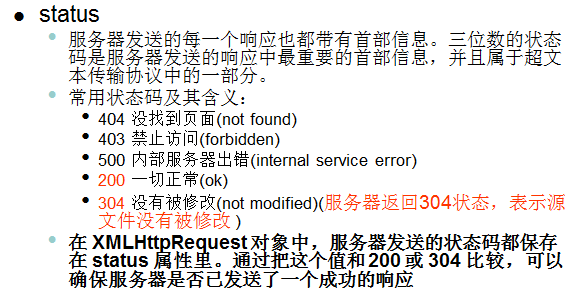 status
服务器发送的每一个响应也都带有首部信息。三位数的状态
码是服务器发送的响应中最重要的首部信息，并且属于超文
本传输协议中的一部分。
常用状态码及其含义：
404 没找到页面(not found)
403 禁止访问(forbidden)
500 内部服务器出错(internal service error)
200 一切正常(ok)
304 没有被修改(not modified)(服务器返回304状态，表示源
文件没有被修改 )
在 XMLHttpRequest 对象中，服务器发送的状态码都保存
在 status 属性里。通过把这个值和 200 或 304 比较，可以
确保服务器是否已发送了一个成功的响应